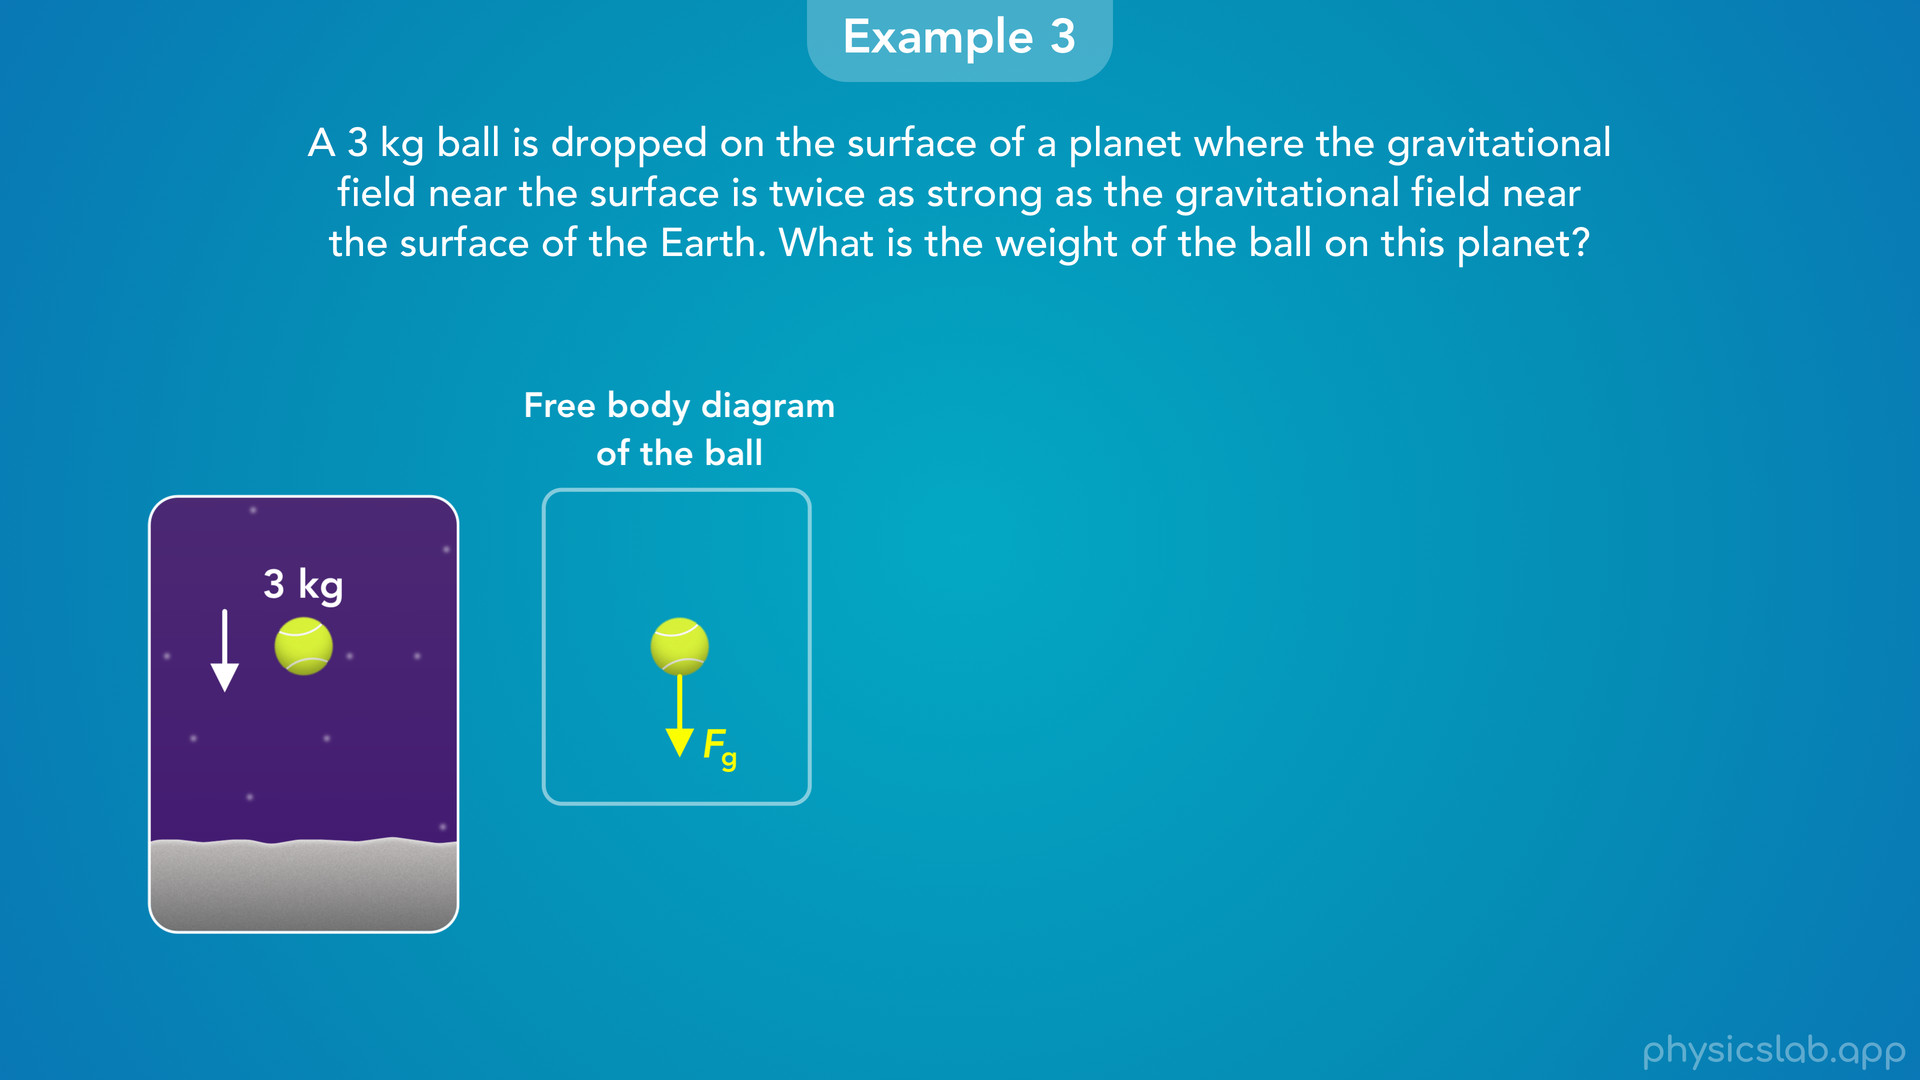 Example 3
A 3 kg ball is dropped on the surface of a planet where the gravitational
field near the surface is twice as strong as the gravitational field near
the surface of the Earth. What is the weight of the ball on this planet?
Free body diagram
of the ball
3 kg
Fg
physicslab.app